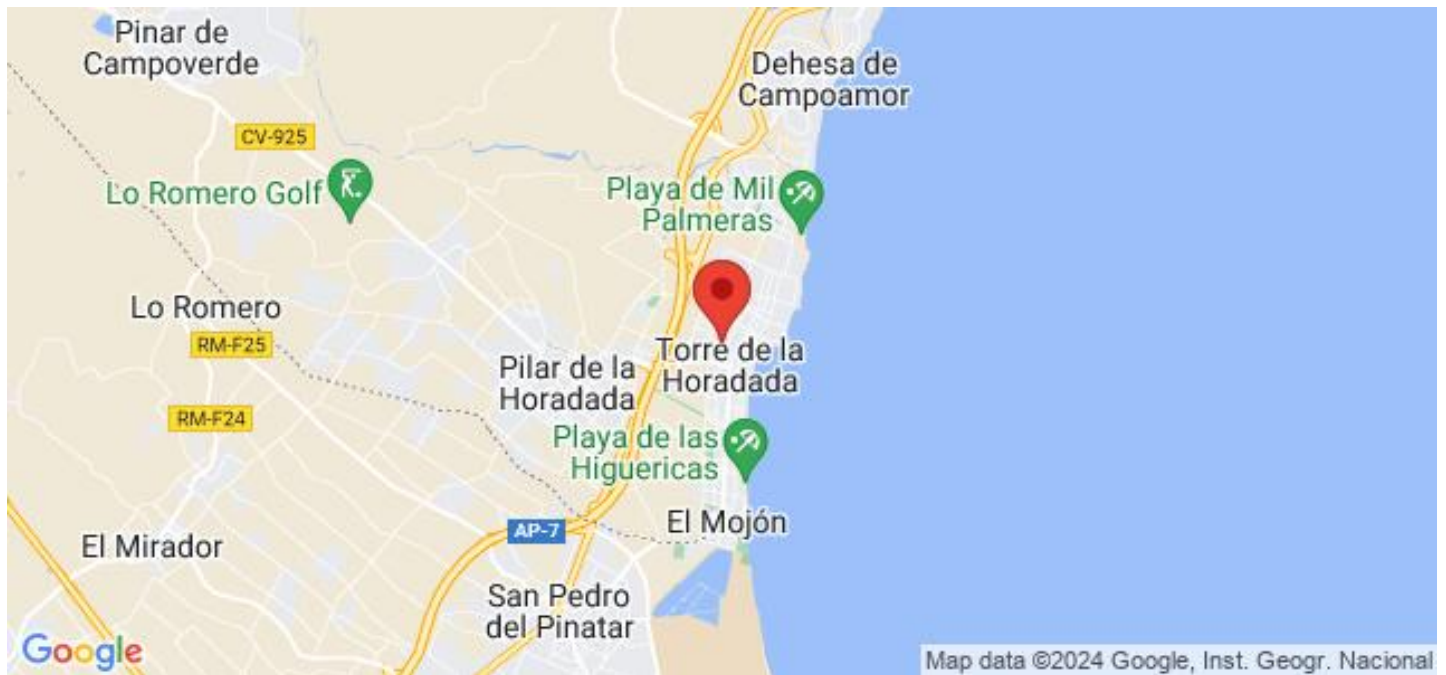 Pinar de
Campoverde
Dehesa de
Campoamor
CV-925
Lo Romero Golf
Playa de Mil
Palmeras
Lo Romero
RM-F25
Torre de la
Horadada
Pilar de la
Horadada
RM-F24
Playa de las
Higuericas
El Mojón
AP-7
El Mirador
San Pedro
del Pinatar
Google
Map data ©2024 Google, Inst. Geogr. Nacional